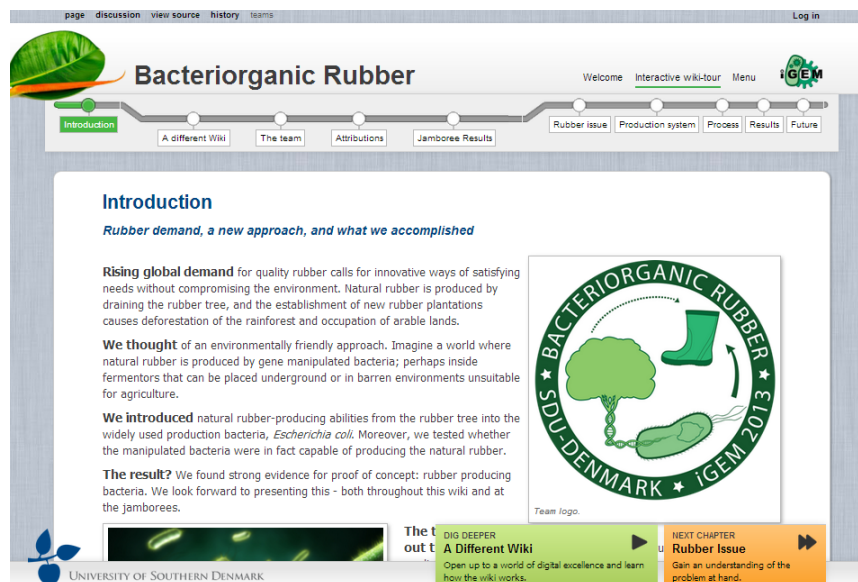 page discussion view source history teams Log in
Bacteriorganic Rubber
Welcome Interactive wiki-tour Menu iGEM
Introduction
A different Wiki
The team
Attributions
Jamboree Results
Rubber issue
Production system
Process
Results
Future
Introduction
Rubber demand, a new approach, and what we accomplished
Rising global demand for quality rubber calls for innovative ways of satisfying
needs without compromising the environment. Natural rubber is produced by
draining the rubber tree, and the establishment of new rubber plantations
causes deforestation of the rainforest and occupation of arable lands.
We thought of an environmentally friendly approach. Imagine a world where
natural rubber is produced by gene manipulated bacteria; perhaps inside
fermentors that can be placed underground or in barren environments unsuitable
for agriculture.
We introduced natural rubber-producing abilities from the rubber tree into the
widely used production bacteria, Escherichia coli. Moreover, we tested whether
the manipulated bacteria were in fact capable of producing the natural rubber.
The result? We found strong evidence for proof of concept: rubber producing
bacteria. We look forward to presenting this - both throughout this wiki and at
the jamborees.
BACTERIORGANIC RUBBER
SDU-DENMARK ★ iGEM 2013
Team logo.
The t
out t
DIG DEEPER
A Different Wiki
Open up to a world of digital excellence and learn
how the wiki works.
NEXT CHAPTER
Rubber Issue
Gain an understanding of the
problem at hand.
UNIVERSITY OF SOUTHERN DENMARK